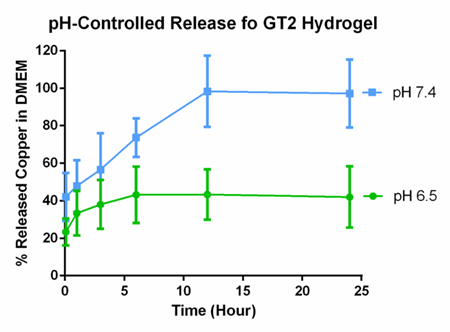 pH-Controlled Release fo GT2 Hydrogel
% Released Copper in DMEM
120
100
80
60
40
20
0
0
5
10
15
20
25
Time (Hour)
pH 7.4
pH 6.5